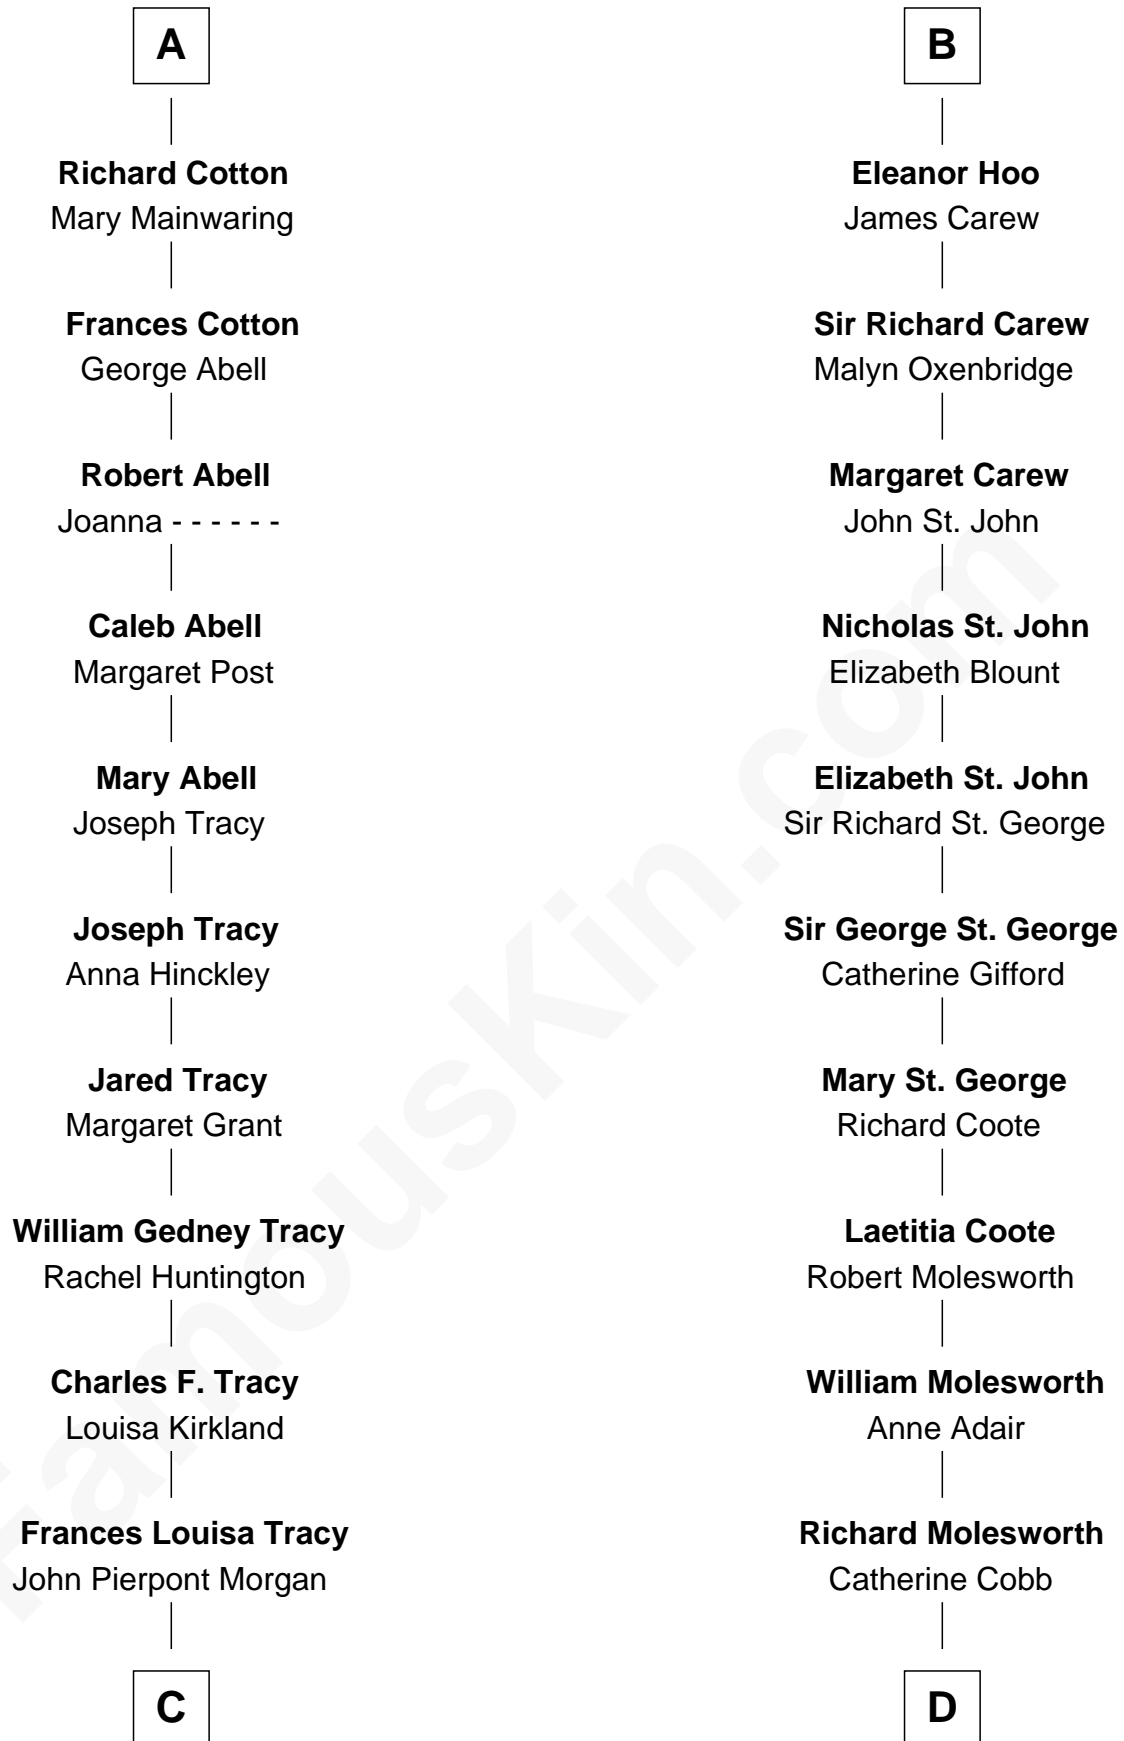 A
Richard Cotton
Mary Mainwaring
Frances Cotton
George Abell
Robert Abell
Joanna - - - - - -
Caleb Abell
Margaret Post
Mary Abell
Joseph Tracy
Joseph Tracy
Anna Hinckley
Jared Tracy
Margaret Grant
William Gedney Tracy
Rachel Huntington
Charles F. Tracy
Louisa Kirkland
Frances Louisa Tracy
John Pierpont Morgan
C
B
Eleanor Hoo
James Carew
Sir Richard Carew
Malyn Oxenbridge
Margaret Carew
John St. John
Nicholas St. John
Elizabeth Blount
Elizabeth St. John
Sir Richard St. George
Sir George St. George
Catherine Gifford
Mary St. George
Richard Coote
Laetitia Coote
Robert Molesworth
William Molesworth
Anne Adair
Richard Molesworth
Catherine Cobb
D
FamousKin.com